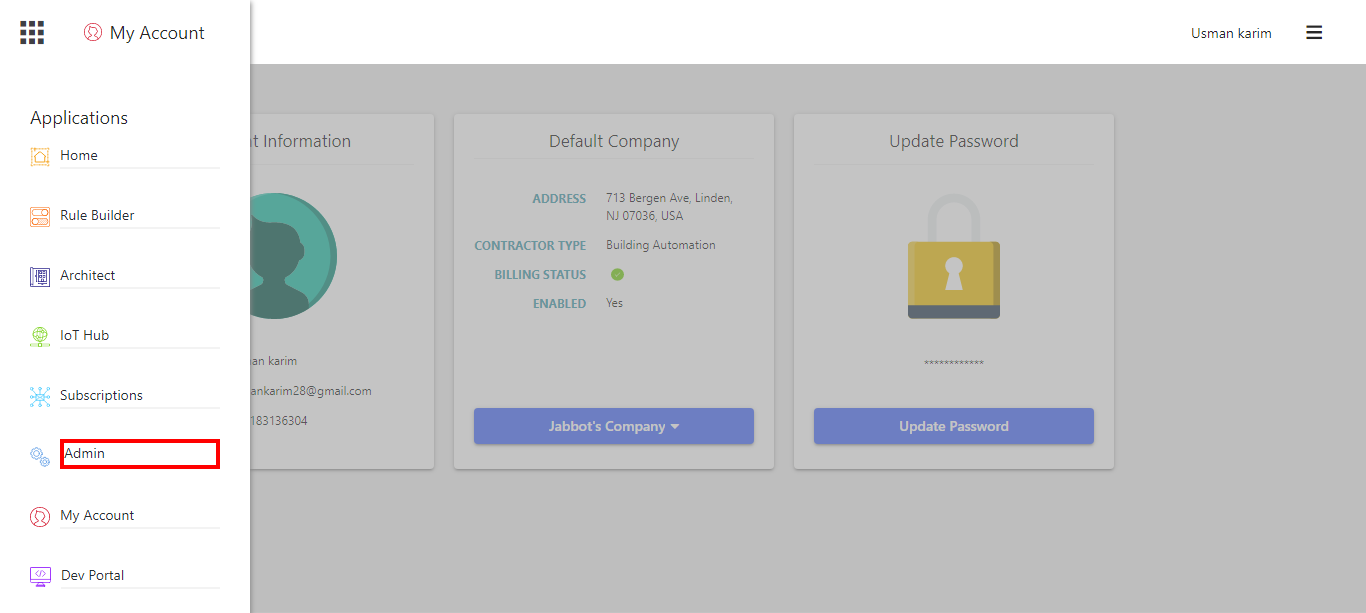 My Account
Usman karim
Applications
Home
Rule Builder
Architect
IoT Hub
Subscriptions
Admin
My Account
Dev Portal
Information
an karim
ankarim28@gmail.com
183136304
Default Company
ADDRESS 713 Bergen Ave, Linden,
NJ 07036, USA
CONTRACTOR TYPE Building Automation
BILLING STATUS
ENABLED Yes
Jabbot's Company
Update Password
************
Update Password